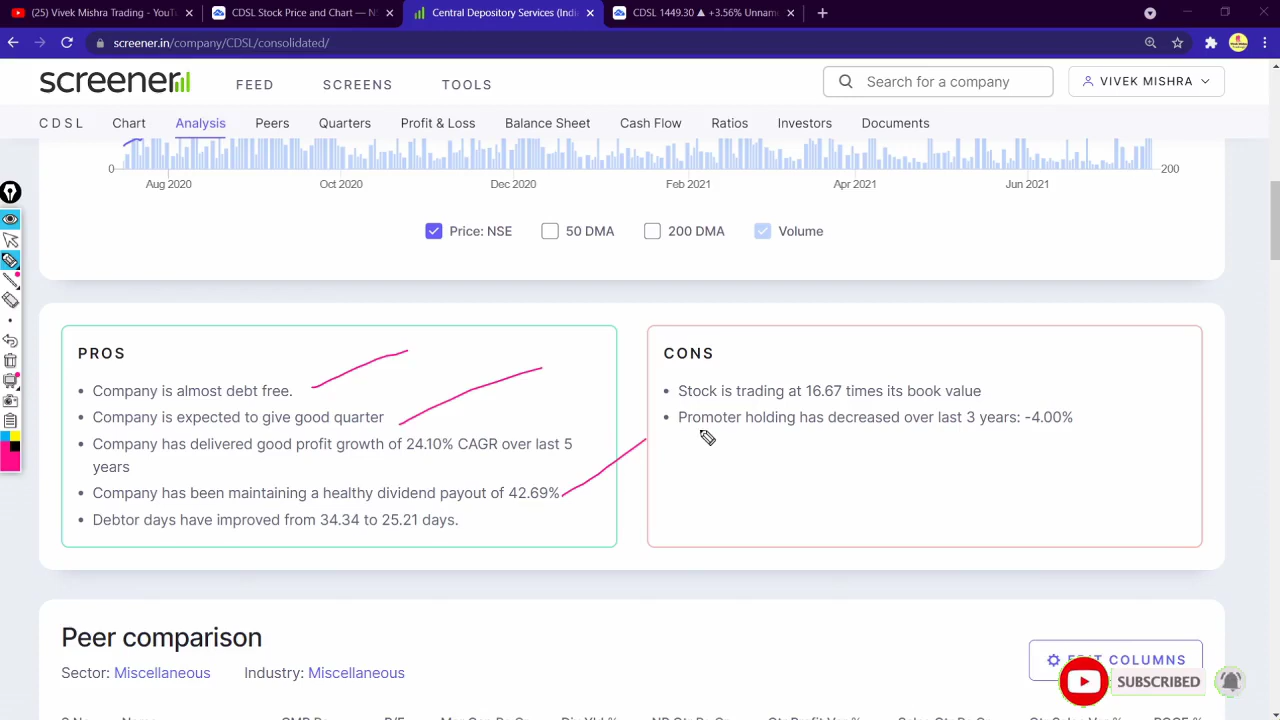 (25) Vivek Mishra Trading - YouT
CDSL Stock Price and Chart — NS
Central Depository Services (Indi
CDSL 1449.30 ▲ +3.56% Unnam
screener.in/company/CDSL/consolidated/
screener
FEED
SCREENS
TOOLS
Search for a company
VIVEK MISHRA
C D S L
Chart
Analysis
Peers
Quarters
Profit & Loss
Balance Sheet
Cash Flow
Ratios
Investors
Documents
0
200
Aug 2020
Oct 2020
Dec 2020
Feb 2021
Apr 2021
Jun 2021
Price: NSE
50 DMA
200 DMA
Volume
PROS
Company is almost debt free.
Company is expected to give good quarter
Company has delivered good profit growth of 24.10% CAGR over last 5
years
Company has been maintaining a healthy dividend payout of 42.69%
Debtor days have improved from 34.34 to 25.21 days.
CONS
Stock is trading at 16.67 times its book value
Promoter holding has decreased over last 3 years: -4.00%
Peer comparison
Sector: Miscellaneous
Industry: Miscellaneous
COLUMNS
SUBSCRIBED